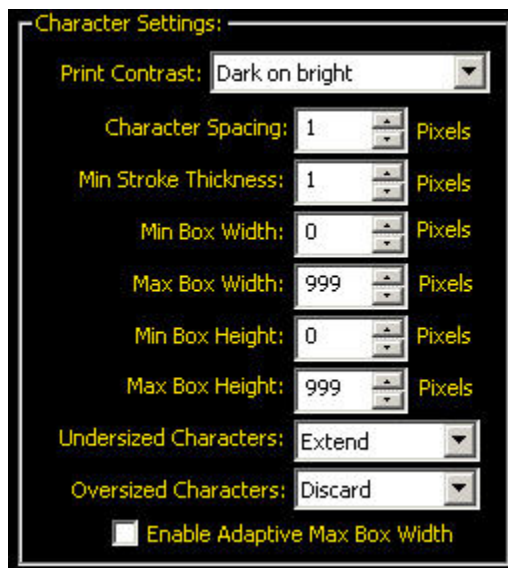 Character Settings:
Print Contrast: Dark on bright
Character Spacing: 1 Pixels
Min Stroke Thickness: 1 Pixels
Min Box Width: 0 Pixels
Max Box Width: 999 Pixels
Min Box Height: 0 Pixels
Max Box Height: 999 Pixels
Undersized Characters: Extend
Oversized Characters: Discard
Enable Adaptive Max Box Width